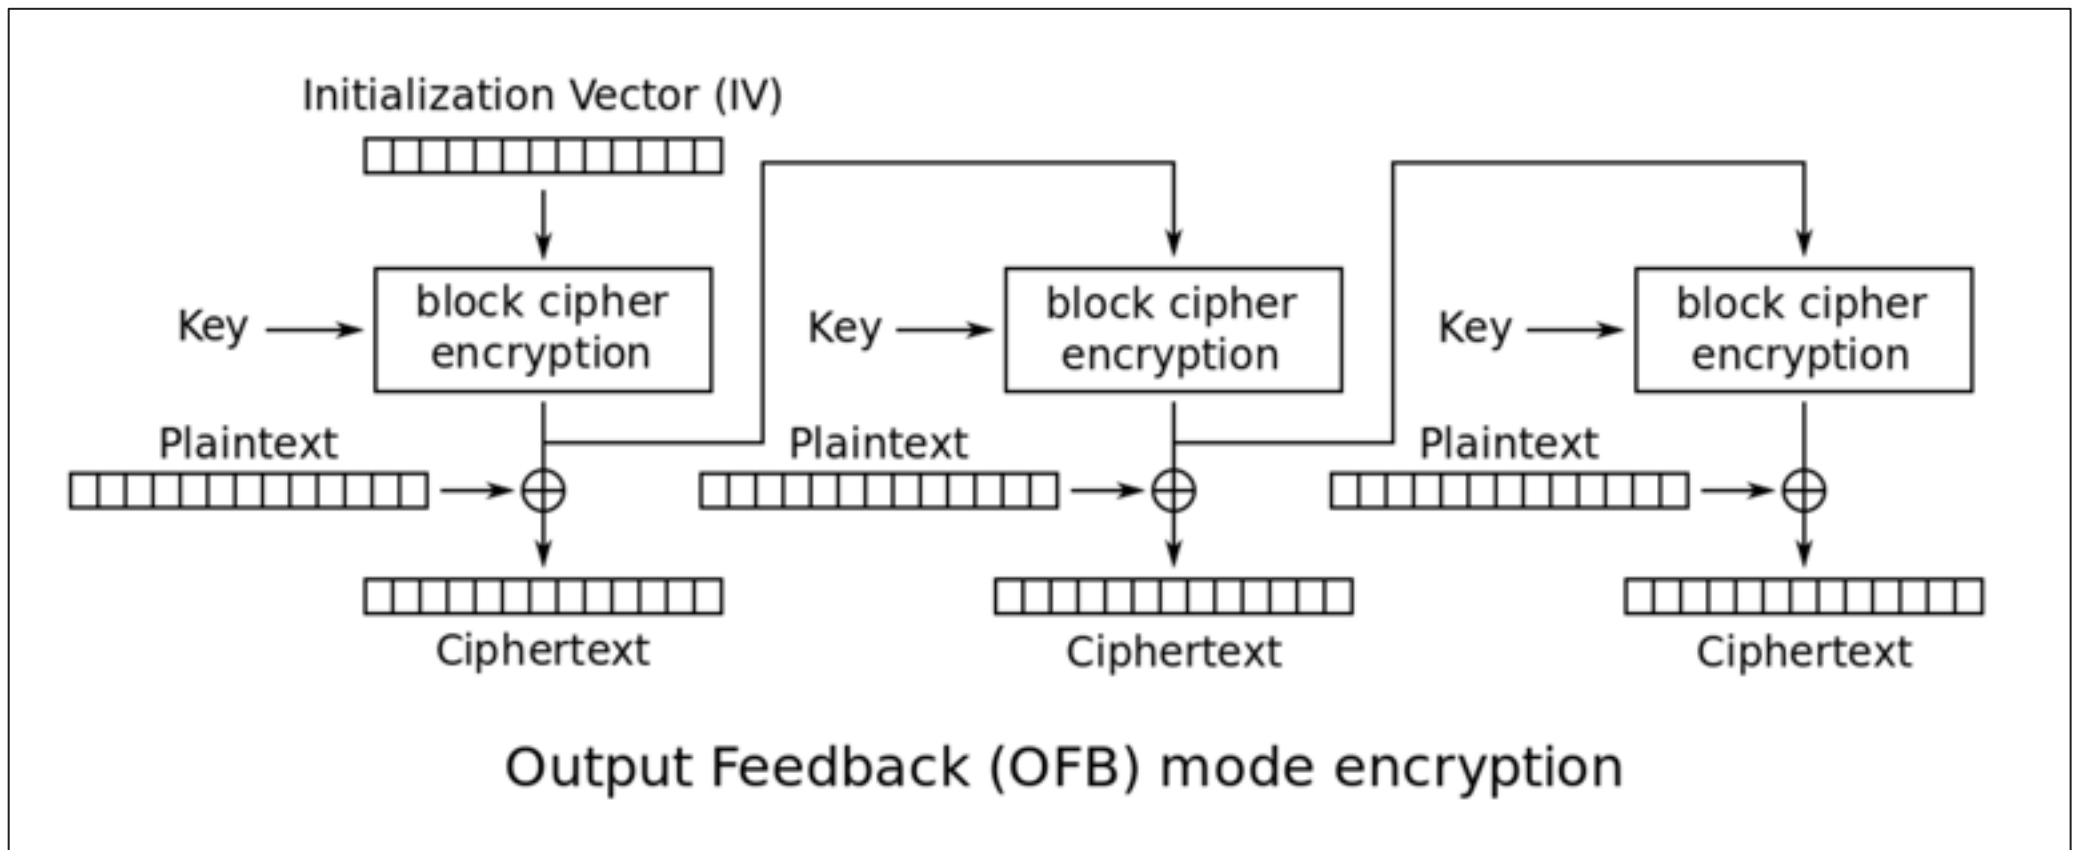 Initialization Vector (IV)
Key
block cipher
encryption
Plaintext
Ciphertext
Key
block cipher
encryption
Plaintext
Ciphertext
Key
block cipher
encryption
Plaintext
Ciphertext
Output Feedback (OFB) mode encryption